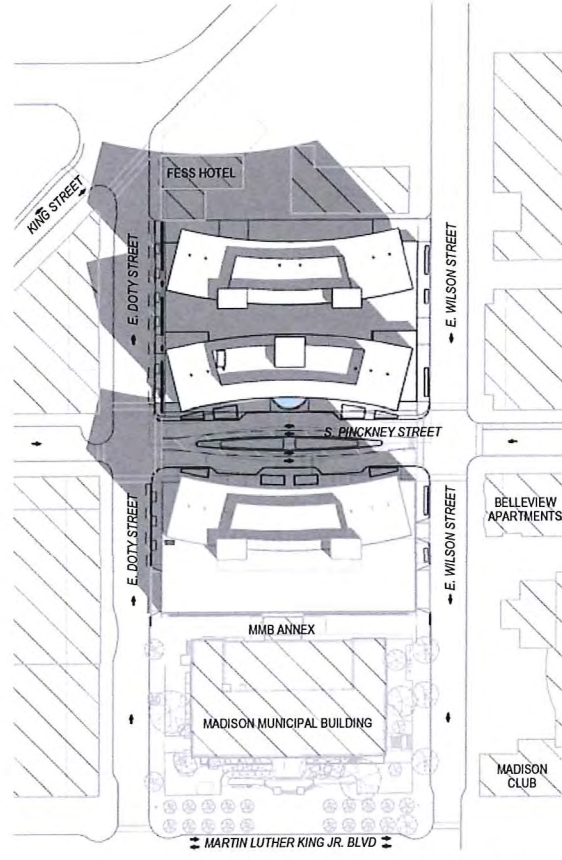 FESS HOTEL
KING STREET
E. DOTY STREET
E. WILSON STREET
S. PINCKNEY STREET
BELLEVIEW
APARTMENTS
E. DOTY STREET
E. WILSON STREET
MMB ANNEX
MADISON MUNICIPAL BUILDING
MADISON
CLUB
MARTIN LUTHER KING JR. BLVD